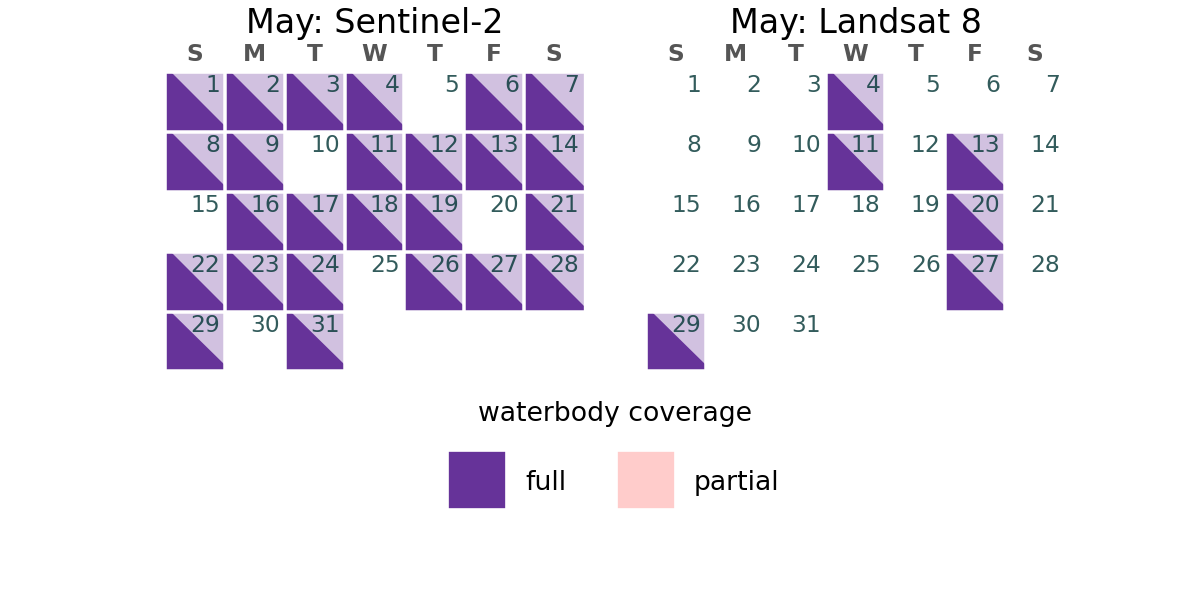 May: Sentinel-2
S M T W T F S
1 2 3 4 5 6 7
8 9 10 11 12 13 14
15 16 17 18 19 20 21
22 23 24 25 26 27 28
29 30 31
May: Landsat 8
S M T W T F S
1 2 3 4 5 6 7
8 9 10 11 12 13 14
15 16 17 18 19 20 21
22 23 24 25 26 27 28
29 30 31
waterbody coverage
full
partial